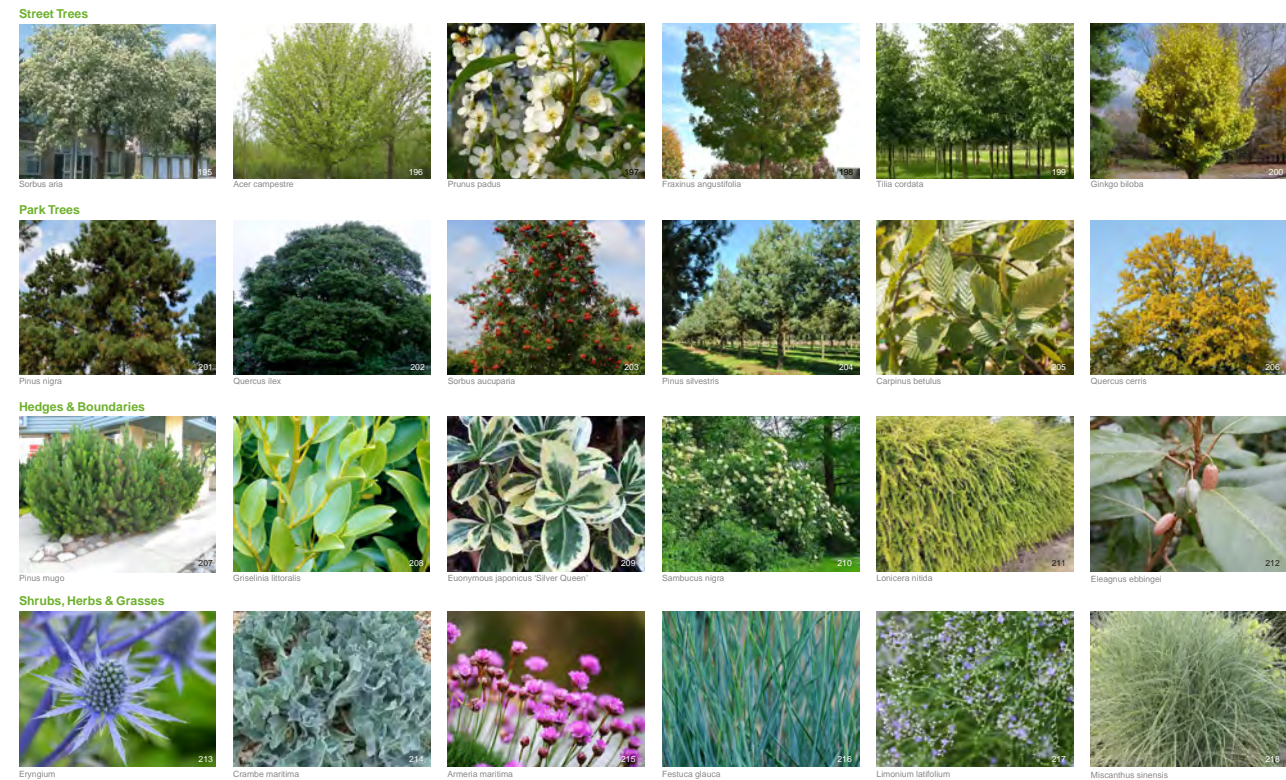 Street Trees
195 196 197 198 199 200
Sorbus aria Acer campestre Prunus padus Fraxinus angustifolia Tilia cordata Ginkgo biloba
Park Trees
201 202 203 204 205 206
Pinus nigra Quercus ilex Sorbus aucuparia Pinus silvestris Carpinus betulus Quercus cerris
Hedges & Boundaries
207 208 209 210 211 212
Pinus mugo Griselinia littoralis Euonymous japonicus ‘Silver Queen’ Sambucus nigra Lonicera nitida Eleagnus ebbingei
Shrubs, Herbs & Grasses
213 214 215 216 217 218
Eryngium Crambe maritima Armeria maritima Festuca glauca Limonium latifolium Miscanthus sinensis